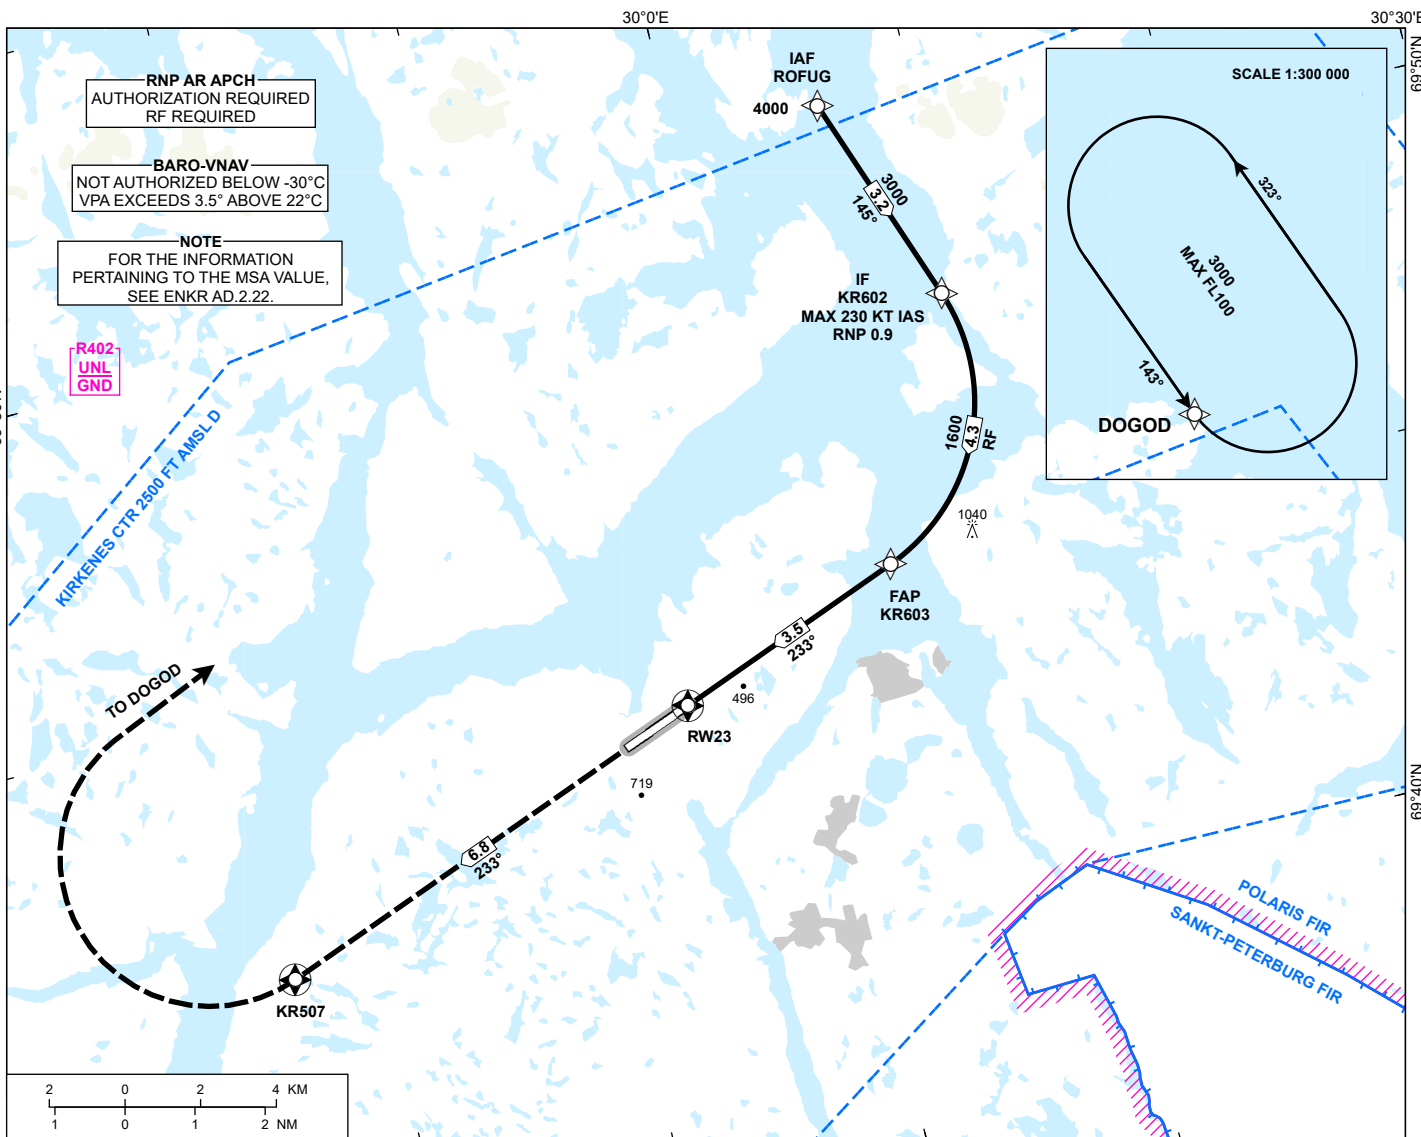 30°0'E
30°30'E
69°50'N
RNP AR APCH
AUTHORIZATION REQUIRED
RF REQUIRED
BARO-VNAV
NOT AUTHORIZED BELOW -30°C
VPA EXCEEDS 3.5° ABOVE 22°C
NOTE
FOR THE INFORMATION
PERTAINING TO THE MSA VALUE,
SEE ENKR AD.2.22.
R402
UNL
GND
KIRKENES CTR 2500 FT AMSL D
IAF
ROFUG
4000
3000
3.2
145°
IF
KR602
MAX 230 KT IAS
RNP 0.9
1600
4.3
RF
1040
FAP
KR603
3.5
233°
496
RW23
719
6.8
233°
KR507
TO DOGOD
SCALE 1:300 000
323°
3000
MAX FL100
143°
DOGOD
69°40'N
POLARIS FIR
SANKT-PETERBURG FIR
2 0 2 4 KM
1 0 1 2 NM